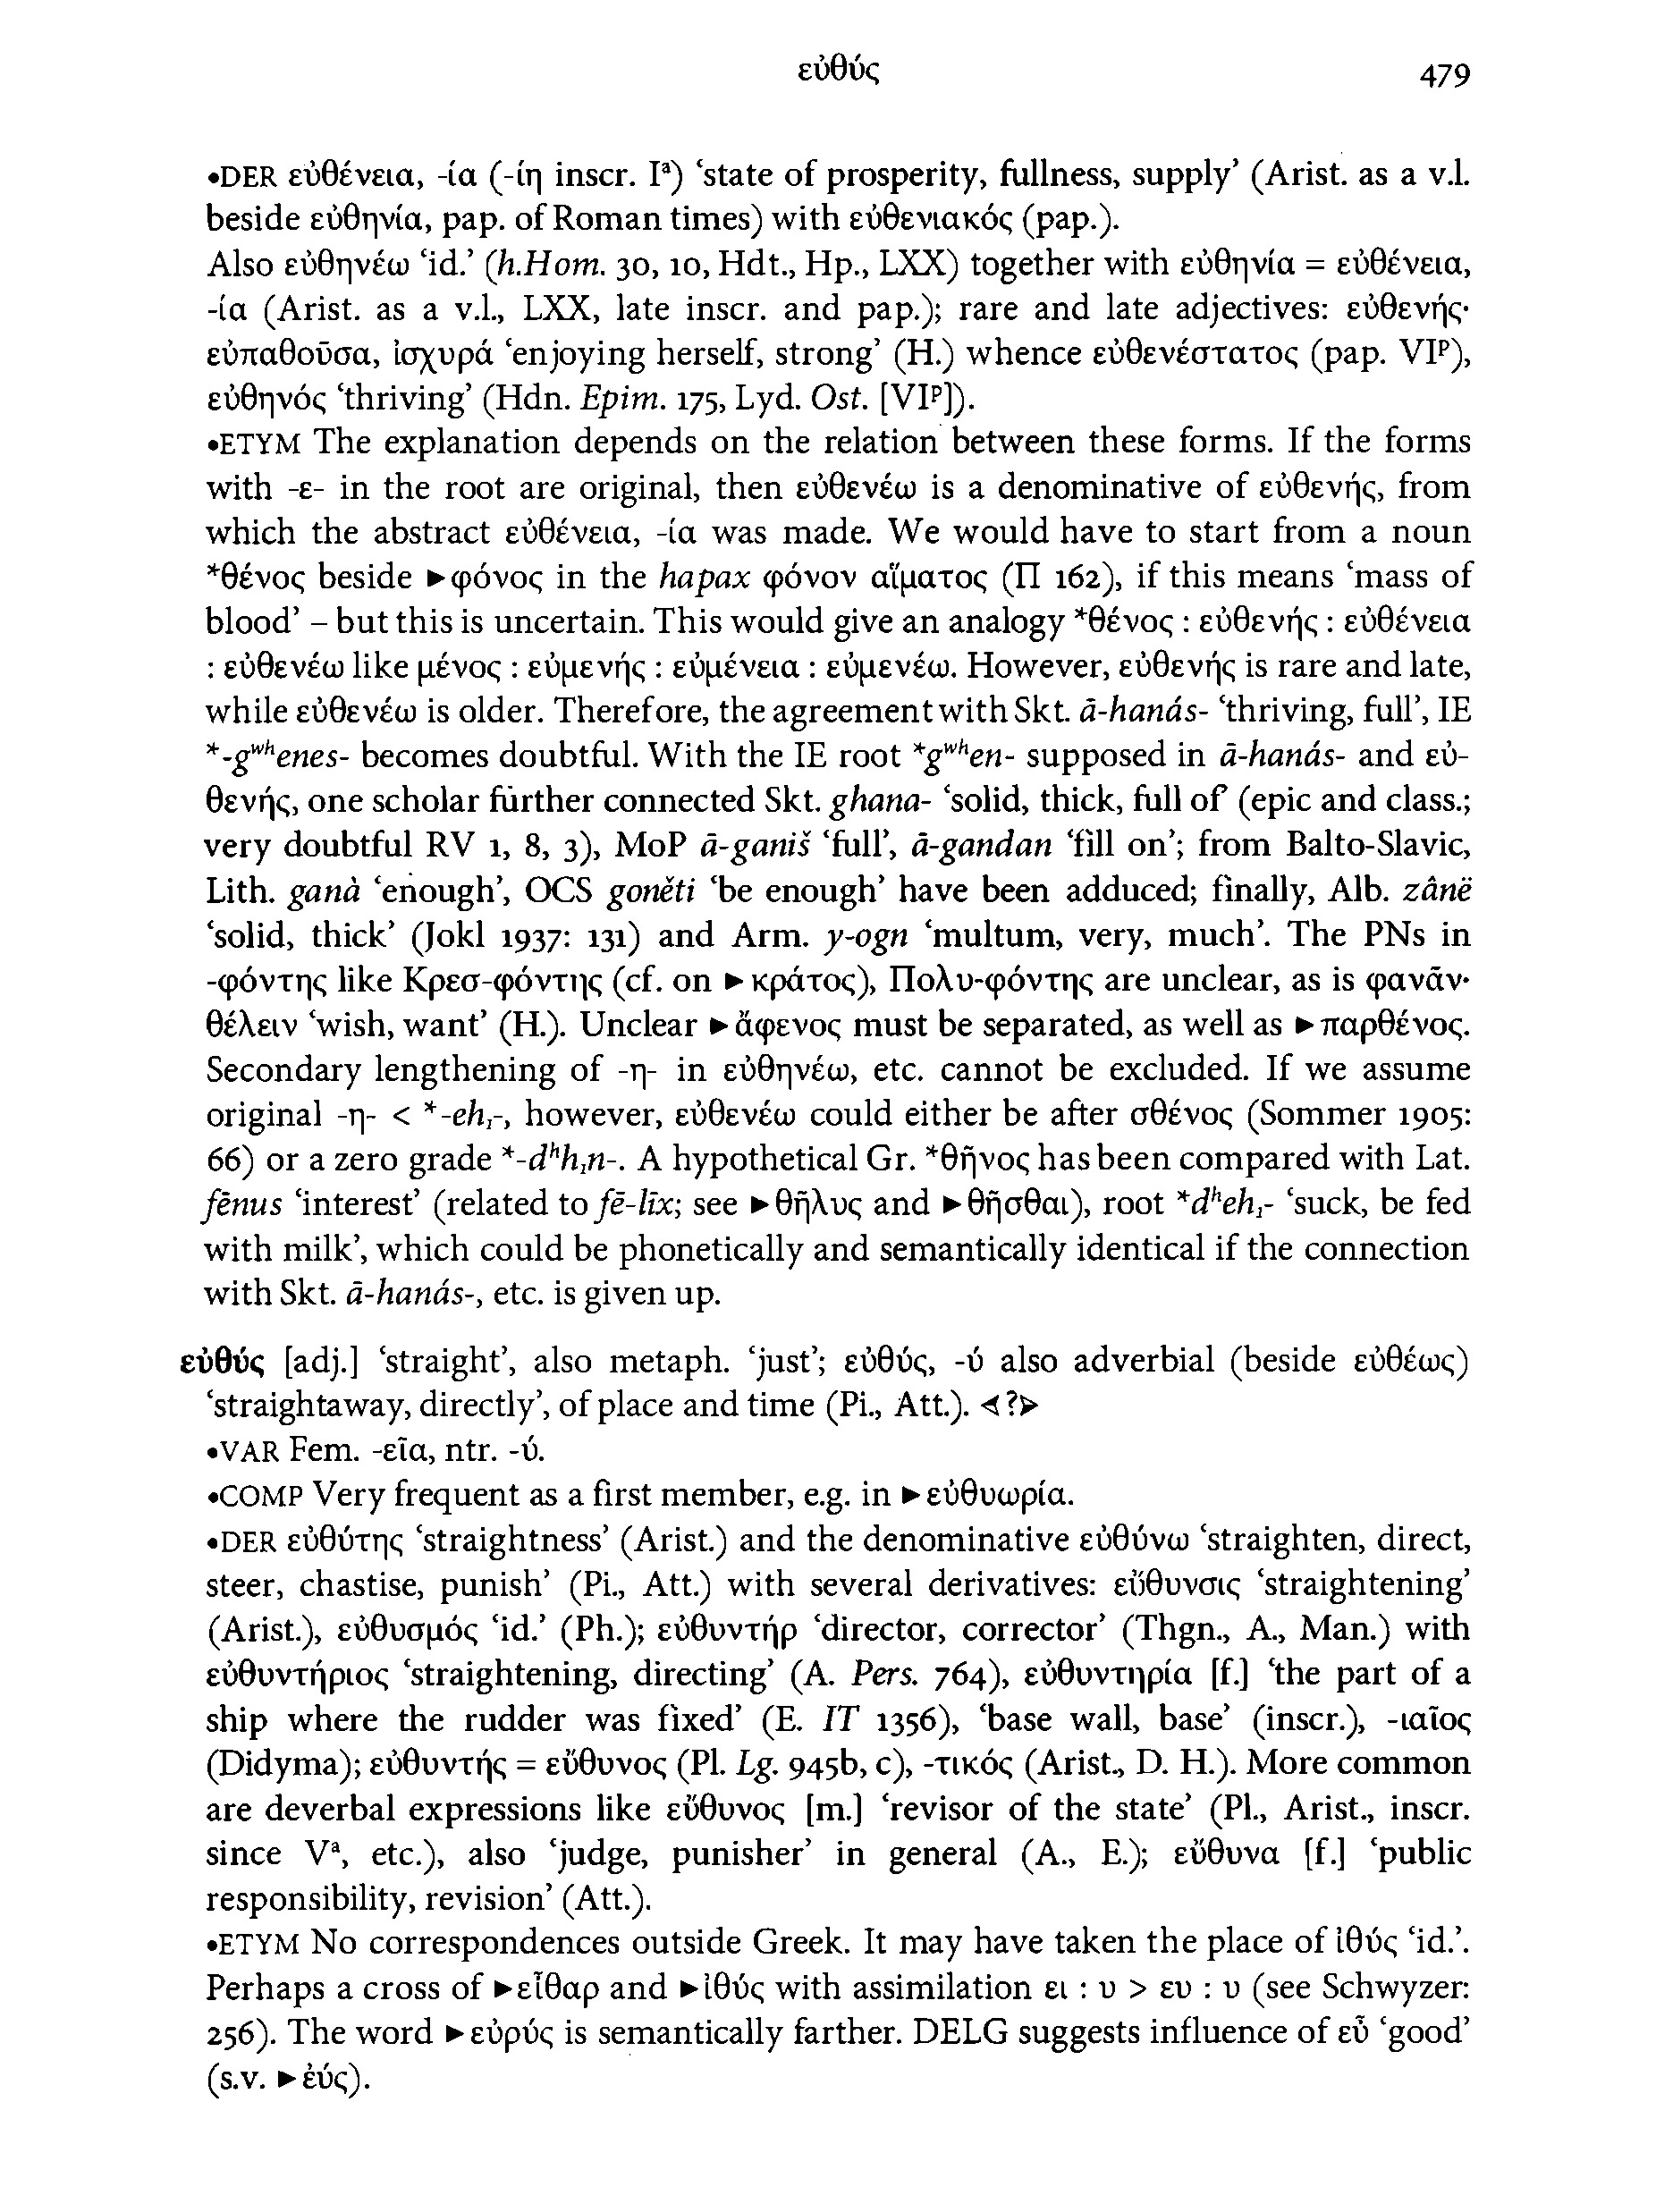 εὐθύς 479
•DER εὐθένεια, -ία (-ίη inscr. Iᵃ) ‘state of prosperity, fullness, supply’ (Arist. as a v.l.
beside εὐθηνία, pap. of Roman times) with εὐθενιακός (pap.).
Also εὐθηνέω ‘id.’ (h.Hom. 30, 10, Hdt., Hp., LXX) together with εὐθηνία = εὐθένεια,
-ία (Arist. as a v.l., LXX, late inscr. and pap.); rare and late adjectives: εὐθενής·
εὐπαθοῦσα, ἰσχυρά ‘enjoying herself, strong’ (H.) whence εὐθενέστατος (pap. VIᵖ),
εὐθηνός ‘thriving’ (Hdn. Epim. 175, Lyd. Ost. [VIᵖ]).
•ETYM The explanation depends on the relation between these forms. If the forms
with -ε- in the root are original, then εὐθενέω is a denominative of εὐθενής, from
which the abstract εὐθένεια, -ία was made. We would have to start from a noun
*θένος beside ►φόνος in the hapax φόνον αἵματος (Π 162), if this means ‘mass of
blood’ – but this is uncertain. This would give an analogy *θένος : εὐθενής : εὐθένεια
: εὐθενέω like μένος : εὐμενής : εὐμένεια : εὐμενέω. However, εὐθενής is rare and late,
while εὐθενέω is older. Therefore, the agreement with Skt. ā-hanás- ‘thriving, full’, IE
*-gʷʰenes- becomes doubtful. With the IE root *gʷʰen- supposed in ā-hanás- and εὐ-
θενής, one scholar further connected Skt. ghana- ‘solid, thick, full of’ (epic and class.;
very doubtful RV 1, 8, 3), MoP ā-ganiš ‘full’, ā-gandan ‘fill on’; from Balto-Slavic,
Lith. ganà ‘enough’, OCS goněti ‘be enough’ have been adduced; finally, Alb. zânë
‘solid, thick’ (Jokl 1937: 131) and Arm. y-ogn ‘multum, very, much’. The PNs in
-φόντης like Κρεσ-φόντης (cf. on ►κράτος), Πολυ-φόντης are unclear, as is φανᾶν·
θέλειν ‘wish, want’ (H.). Unclear ►ἄφενος must be separated, as well as ►παρθένος.
Secondary lengthening of -η- in εὐθηνέω, etc. cannot be excluded. If we assume
original -η- < *-eh₁-, however, εὐθενέω could either be after σθένος (Sommer 1905:
66) or a zero grade *-dʰh₁n-. A hypothetical Gr. *θῆνος has been compared with Lat.
fēnus ‘interest’ (related to fē-līx; see ►θῆλυς and ►θῆσθαι), root *dʰeh₁- ‘suck, be fed
with milk’, which could be phonetically and semantically identical if the connection
with Skt. ā-hanás-, etc. is given up.
εὐθύς [adj.] ‘straight’, also metaph. ‘just’; εὐθύς, -ύ also adverbial (beside εὐθέως)
‘straightaway, directly’, of place and time (Pi., Att.). ⊲?⊳
•VAR Fem. -εῖα, ntr. -ύ.
•COMP Very frequent as a first member, e.g. in ►εὐθυωρία.
•DER εὐθύτης ‘straightness’ (Arist.) and the denominative εὐθύνω ‘straighten, direct,
steer, chastise, punish’ (Pi., Att.) with several derivatives: εὔθυνσις ‘straightening’
(Arist.), εὐθυσμός ‘id.’ (Ph.); εὐθυντήρ ‘director, corrector’ (Thgn., A., Man.) with
εὐθυντήριος ‘straightening, directing’ (A. Pers. 764), εὐθυντηρία [f.] ‘the part of a
ship where the rudder was fixed’ (E. IT 1356), ‘base wall, base’ (inscr.), -ιαῖος
(Didyma); εὐθυντής = εὔθυνος (Pl. Lg. 945b, c), -τικός (Arist., D. H.). More common
are deverbal expressions like εὔθυνος [m.] ‘revisor of the state’ (Pl., Arist., inscr.
since Vᵃ, etc.), also ‘judge, punisher’ in general (A., E.); εὔθυνα [f.] ‘public
responsibility, revision’ (Att.).
•ETYM No correspondences outside Greek. It may have taken the place of ἰθύς ‘id.’.
Perhaps a cross of ►εἶθαρ and ►ἰθύς with assimilation ει : υ > ευ : υ (see Schwyzer:
256). The word ►εὐρύς is semantically farther. DELG suggests influence of εὖ ‘good’
(s.v. ►ἐύς).